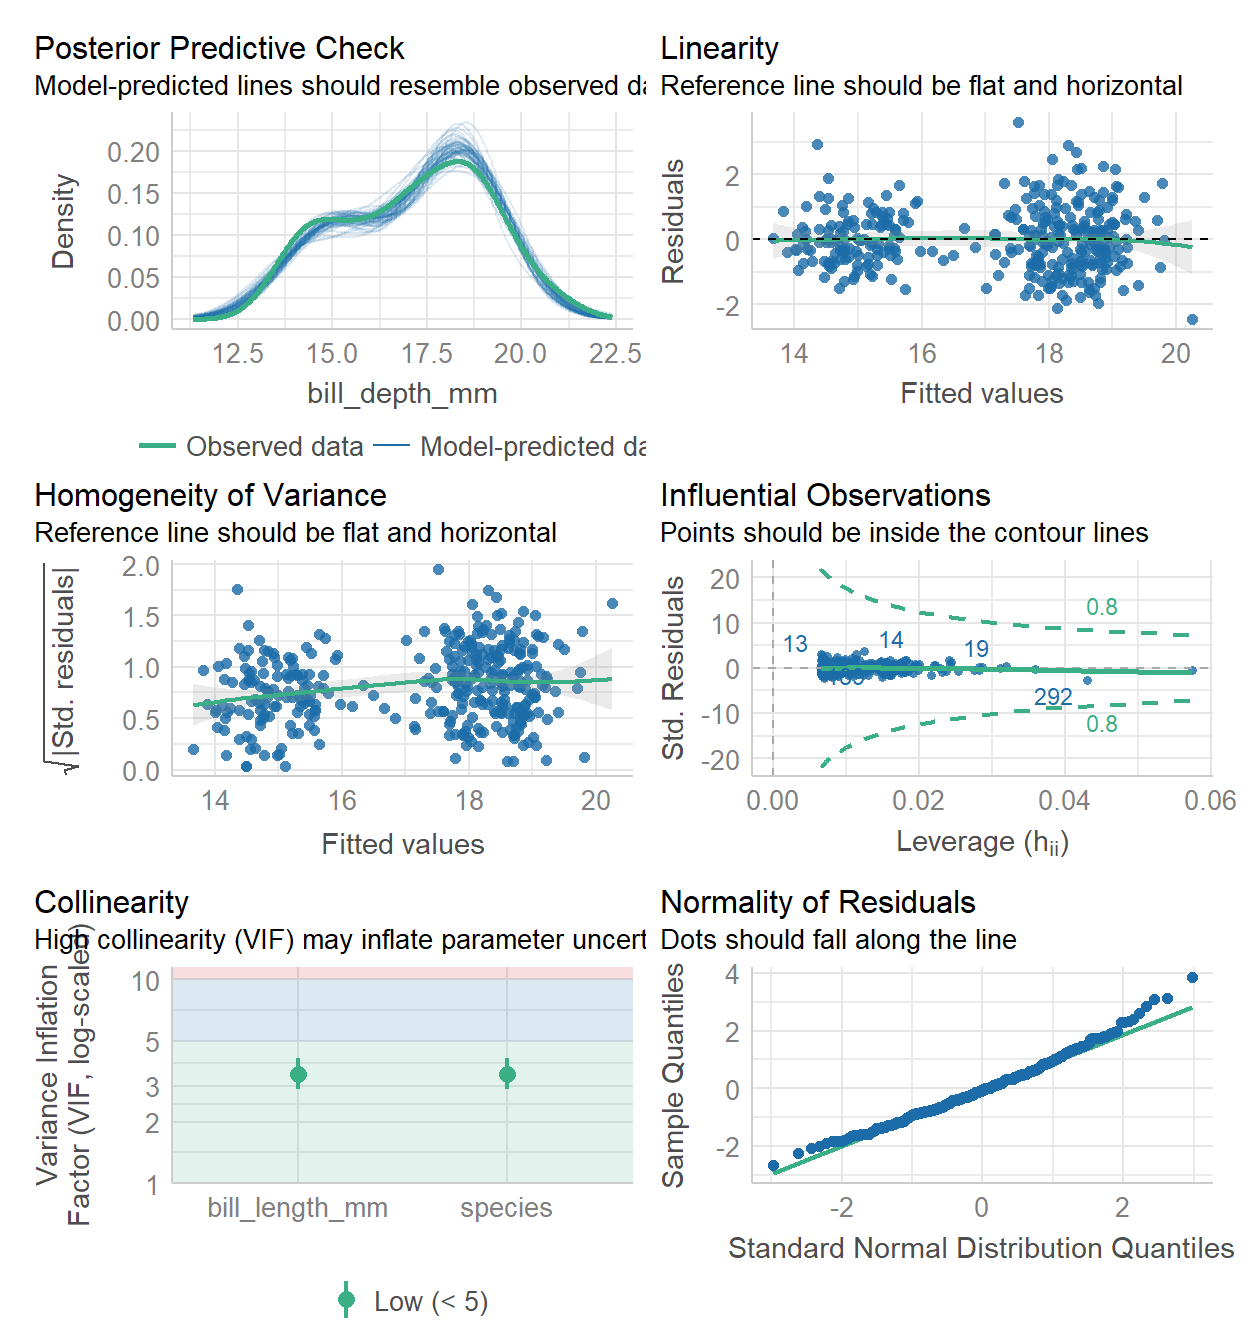 Posterior Predictive Check
Model-predicted lines should resemble observed da
Density
0.20
0.15
0.10
0.05
0.00
12.5 15.0 17.5 20.0 22.5
bill_depth_mm
Observed data Model-predicted da
Linearity
Reference line should be flat and horizontal
Residuals
2
0
-2
14 16 18 20
Fitted values
Homogeneity of Variance
Reference line should be flat and horizontal
√|Std. residuals|
2.0
1.5
1.0
0.5
0.0
14 16 18 20
Fitted values
Influential Observations
Points should be inside the contour lines
Std. Residuals
20
10
0
-10
-20
0.8
13 14 19
292
0.8
0.00 0.02 0.04 0.06
Leverage (hii)
Collinearity
High collinearity (VIF) may inflate parameter uncert
Variance Inflation
Factor (VIF, log-scaled)
10
5
3
2
1
bill_length_mm species
Low (< 5)
Normality of Residuals
Dots should fall along the line
Sample Quantiles
4
2
0
-2
-2 0 2
Standard Normal Distribution Quantiles